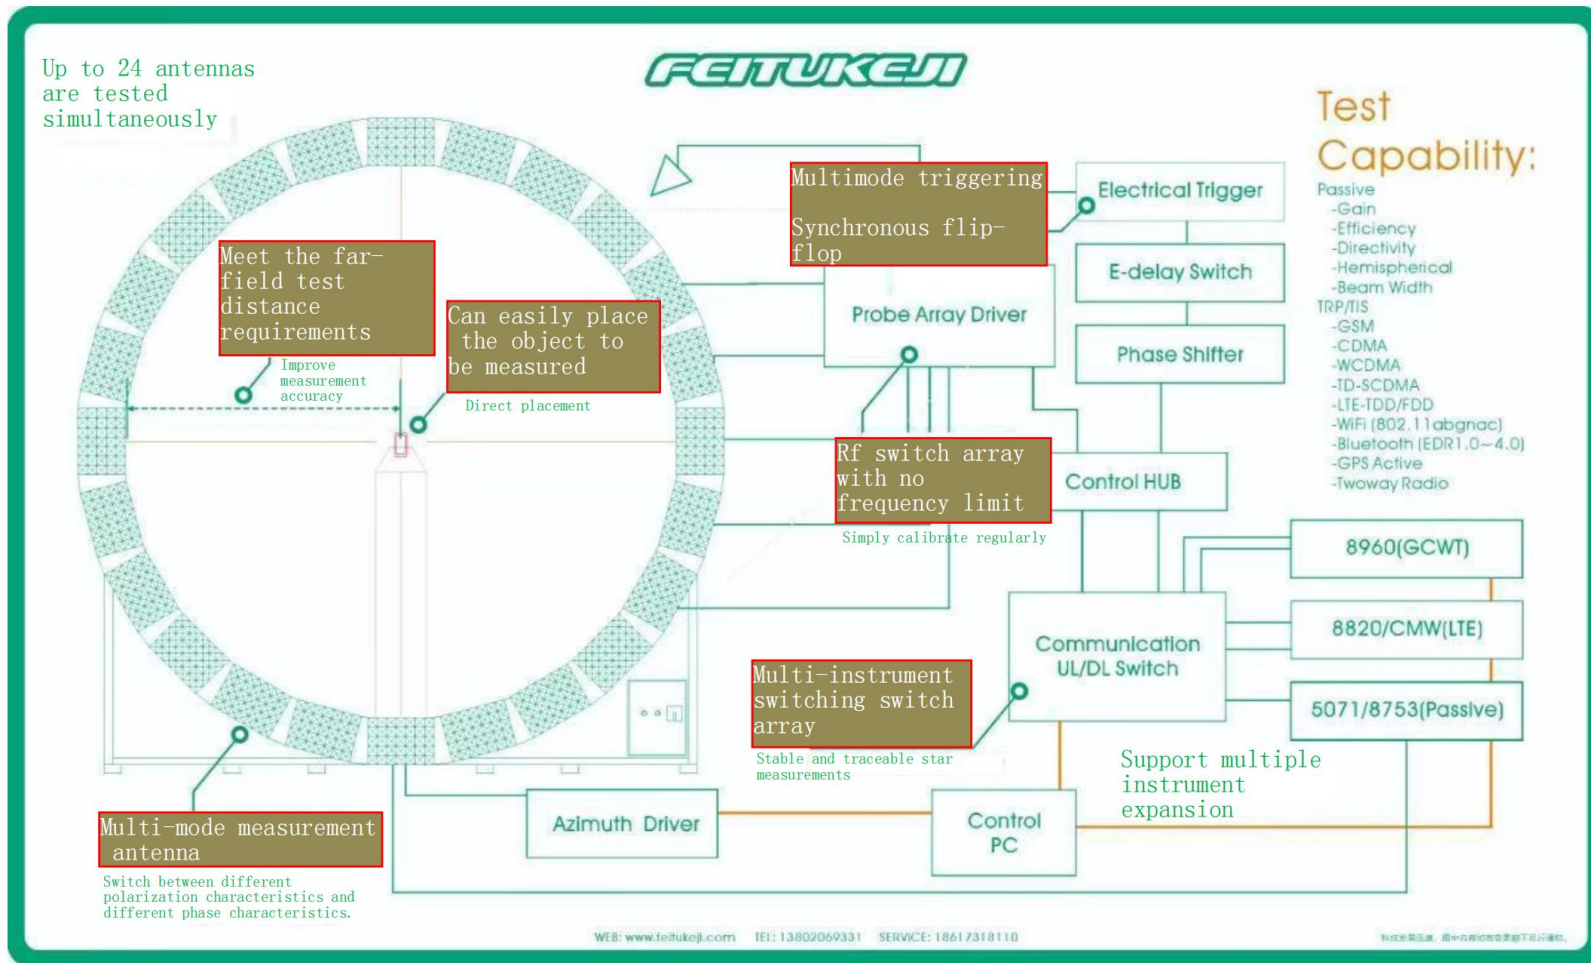 FEITUKEJI
Up to 24 antennas
are tested
simultaneously
Meet the far-
field test
distance
requirements
Improve
measurement
accuracy
Can easily place
the object to
be measured
Direct placement
Multimode triggering
Synchronous flip-
flop
Electrical Trigger
E-delay Switch
Phase Shifter
Probe Array Driver
Rf switch array
with no
frequency limit
Simply calibrate regularly
Control HUB
Test
Capability:
Passive
-Gain
-Efficiency
-Directivity
-Hemispherical
-Beam Width
TRP/TIS
-GSM
-CDMA
-WCDMA
-TD-SCDMA
-LTE-TDD/FDD
-WiFi (802.11abgnac)
-Bluetooth (EDR1.0~4.0)
-GPS Active
-Twoway Radio
8960(GCWT)
8820/CMW(LTE)
5071/8753(Passive)
Communication
UL/DL Switch
Multi-instrument
switching switch
array
Stable and traceable star
measurements
Support multiple
instrument
expansion
Azimuth Driver
Control
PC
Multi-mode measurement
antenna
Switch between different
polarization characteristics and
different phase characteristics.
WEB: www.feitukeji.com TEL: 13802069331 SERVICE: 18617318110